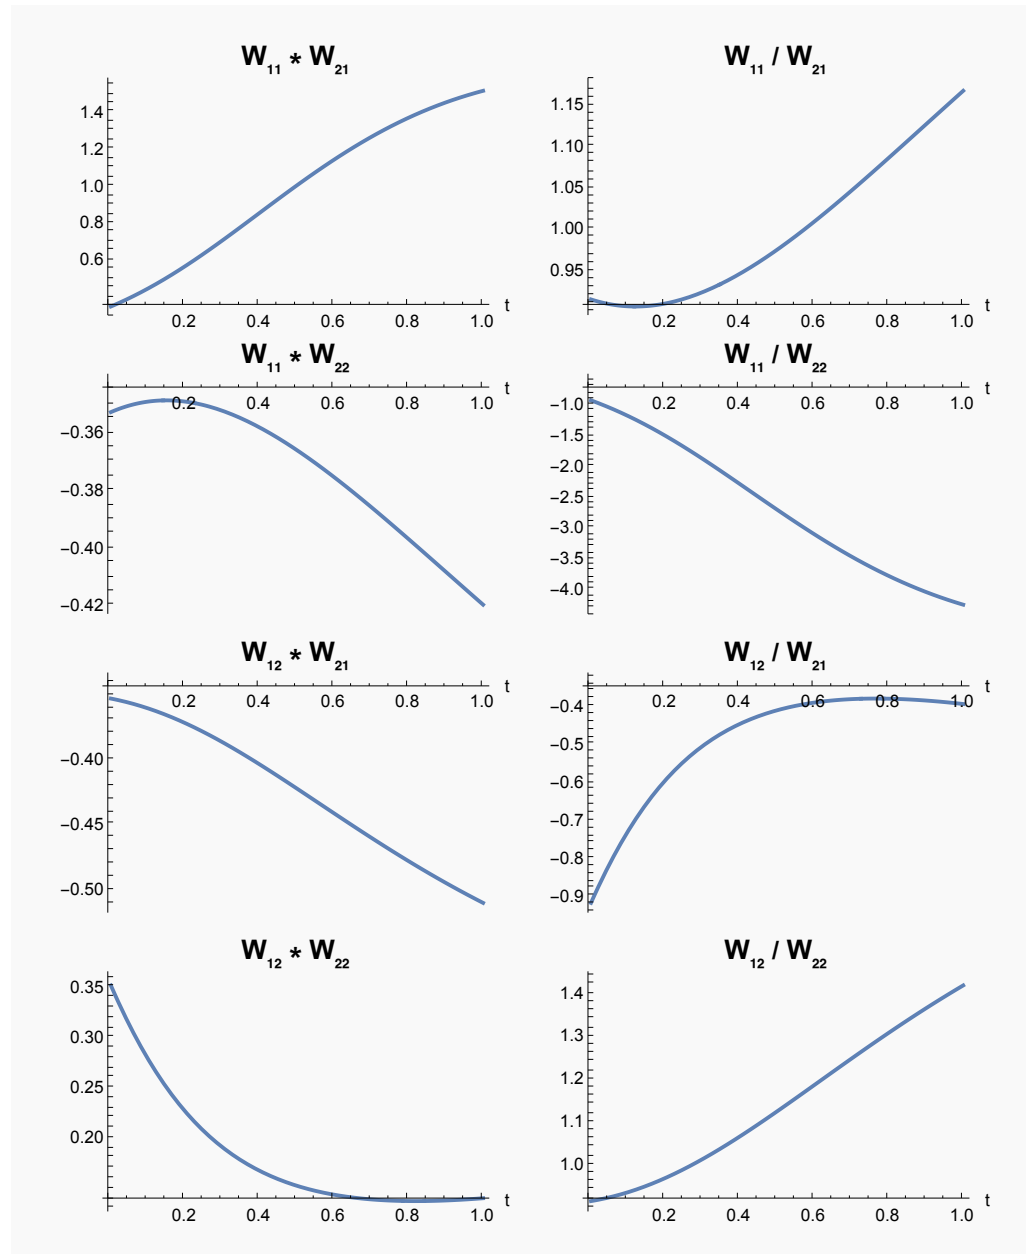 W₁₁ * W₂₁
1.4
1.2
1.0
0.8
0.6
0.2 0.4 0.6 0.8 1.0 t
W₁₁ / W₂₁
1.15
1.10
1.05
1.00
0.95
0.2 0.4 0.6 0.8 1.0 t
W₁₁ * W₂₂
0.2 0.4 0.6 0.8 1.0 t
−0.36
−0.38
−0.40
−0.42
W₁₁ / W₂₂
0.2 0.4 0.6 0.8 1.0 t
−1.0
−1.5
−2.0
−2.5
−3.0
−3.5
−4.0
W₁₂ * W₂₁
0.2 0.4 0.6 0.8 1.0 t
−0.40
−0.45
−0.50
W₁₂ / W₂₁
0.2 0.4 0.6 0.8 1.0 t
−0.4
−0.5
−0.6
−0.7
−0.8
−0.9
W₁₂ * W₂₂
0.35
0.30
0.25
0.20
0.2 0.4 0.6 0.8 1.0 t
W₁₂ / W₂₂
1.4
1.3
1.2
1.1
1.0
0.2 0.4 0.6 0.8 1.0 t